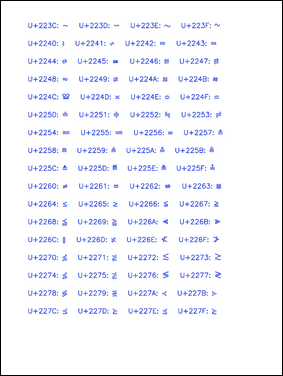 U+223C: ∼ U+223D: ∽ U+223E: ∾ U+223F: ∿
U+2240: ≀ U+2241: ≁ U+2242: ≂ U+2243: ≃
U+2244: ≄ U+2245: ≅ U+2246: ≆ U+2247: ≇
U+2248: ≈ U+2249: ≉ U+224A: ≊ U+224B: ≋
U+224C: ≌ U+224D: ≍ U+224E: ≎ U+224F: ≏
U+2250: ≐ U+2251: ≑ U+2252: ≒ U+2253: ≓
U+2254: ≔ U+2255: ≕ U+2256: ≖ U+2257: ≗
U+2258: ≘ U+2259: ≙ U+225A: ≚ U+225B: ≛
U+225C: ≜ U+225D: ≝ U+225E: ≞ U+225F: ≟
U+2260: ≠ U+2261: ≡ U+2262: ≢ U+2263: ≣
U+2264: ≤ U+2265: ≥ U+2266: ≦ U+2267: ≧
U+2268: ≨ U+2269: ≩ U+226A: ≪ U+226B: ≫
U+226C: ≬ U+226D: ≭ U+226E: ≮ U+226F: ≯
U+2270: ≰ U+2271: ≱ U+2272: ≲ U+2273: ≳
U+2274: ≴ U+2275: ≵ U+2276: ≶ U+2277: ≷
U+2278: ≸ U+2279: ≹ U+227A: ≺ U+227B: ≻
U+227C: ≼ U+227D: ≽ U+227E: ≾ U+227F: ≿